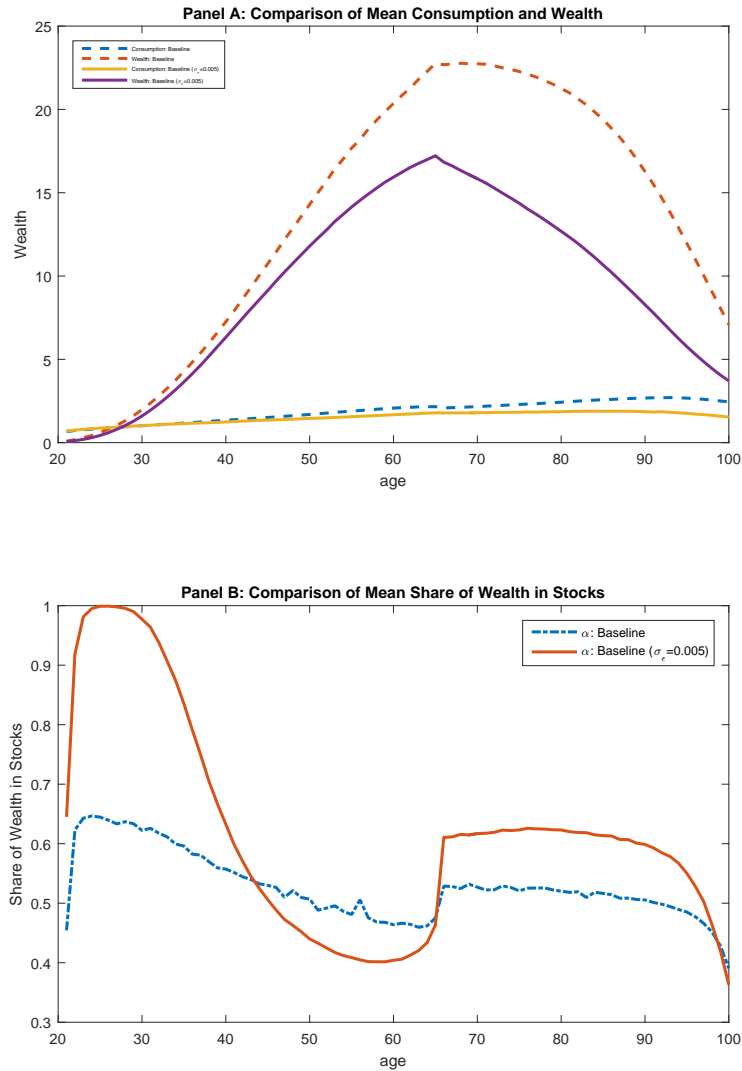 Panel A: Comparison of Mean Consumption and Wealth
25
20
15
10
5
0
Wealth
Consumption: Baseline
Wealth: Baseline
Consumption: Baseline (σε=0.005)
Wealth: Baseline (σε=0.005)
20 30 40 50 60 70 80 90 100
age
Panel B: Comparison of Mean Share of Wealth in Stocks
1
0.9
0.8
0.7
0.6
0.5
0.4
0.3
Share of Wealth in Stocks
α: Baseline
α: Baseline (σε=0.005)
20 30 40 50 60 70 80 90 100
age